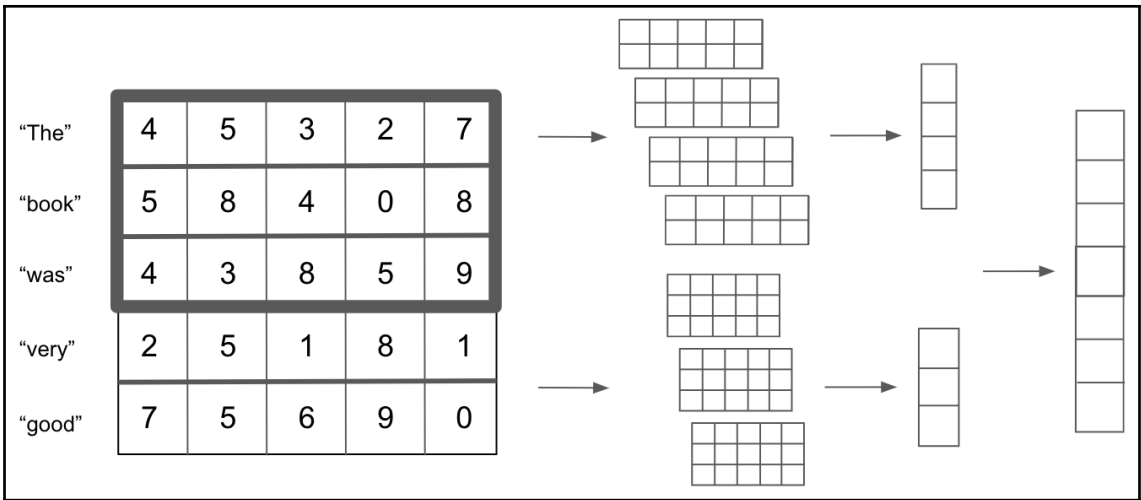 “The” 4 5 3 2 7
“book” 5 8 4 0 8
“was” 4 3 8 5 9
“very” 2 5 1 8 1
“good” 7 5 6 9 0